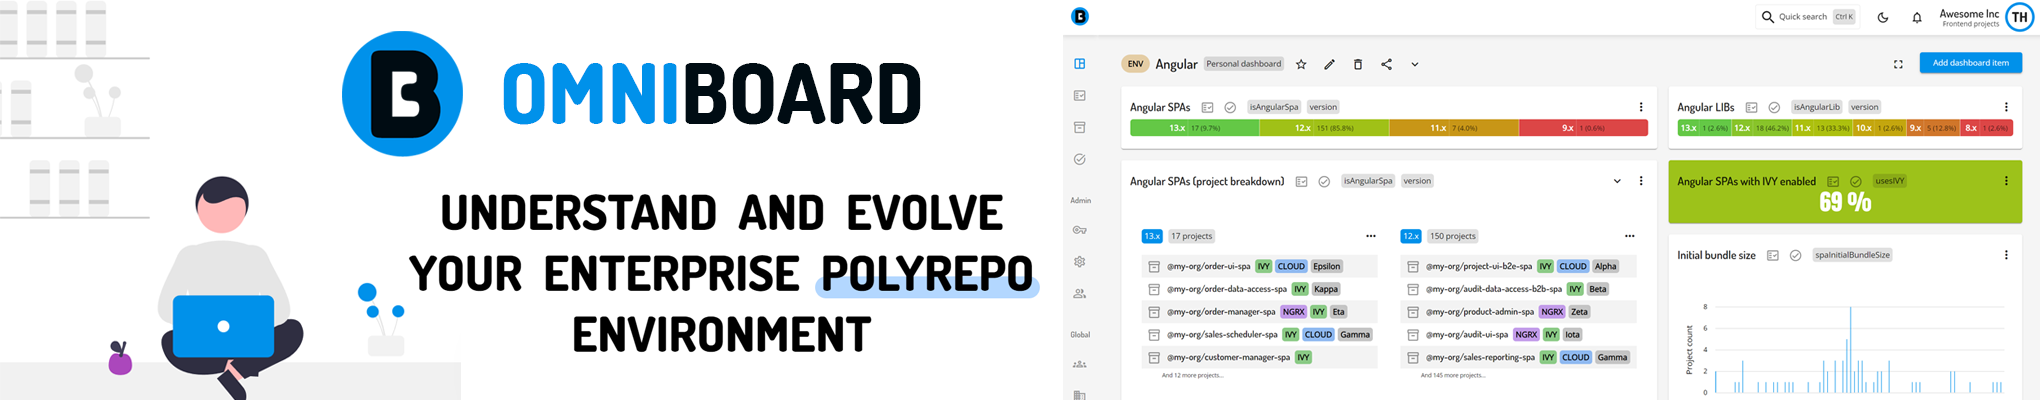 OMNIBOARD
UNDERSTAND AND EVOLVE
YOUR ENTERPRISE POLYREPO
ENVIRONMENT
Quick search Ctrl K
Awesome Inc
Frontend projects
TH
ENV Angular Personal dashboard
Add dashboard item
Angular SPAs isAngularSpa version
13.x 17 (9.7%) 12.x 151 (85.8%) 11.x 7 (4.0%) 9.x 1 (0.6%)
Angular LIBs isAngularLib version
13.x 1 (2.6%) 12.x 18 (46.2%) 11.x 13 (33.3%) 10.x 1 (2.6%) 9.x 5 (12.8%) 8.x 1 (2.6%)
Angular SPAs (project breakdown) isAngularSpa version
13.x 17 projects
@my-org/order-ui-spa IVY CLOUD Epsilon
@my-org/order-data-access-spa IVY Kappa
@my-org/order-manager-spa NGRX IVY Eta
@my-org/sales-scheduler-spa IVY CLOUD Gamma
@my-org/customer-manager-spa IVY
And 12 more projects...
12.x 150 projects
@my-org/project-ui-b2e-spa IVY CLOUD Alpha
@my-org/audit-data-access-b2b-spa IVY Beta
@my-org/product-admin-spa NGRX Zeta
@my-org/audit-ui-spa NGRX IVY Iota
@my-org/sales-reporting-spa IVY CLOUD Gamma
And 145 more projects...
Angular SPAs with IVY enabled usesIVY
69 %
Initial bundle size spaInitialBundleSize
Project count
8
6
4
2
0
Admin
Global